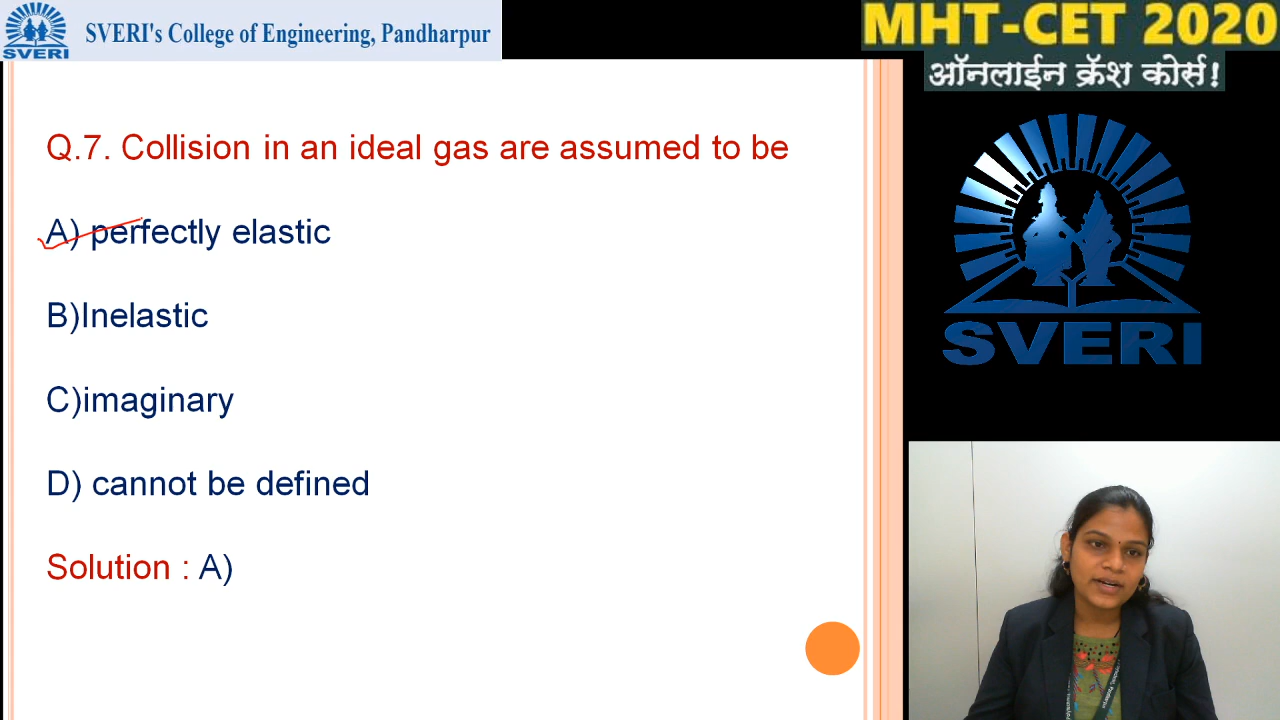 SVERI
SVERI's College of Engineering, Pandharpur
MHT-CET 2020
ऑनलाईन क्रॅश कोर्स!
Q.7. Collision in an ideal gas are assumed to be
A) perfectly elastic
B)Inelastic
C)imaginary
D) cannot be defined
Solution : A)
SVERI